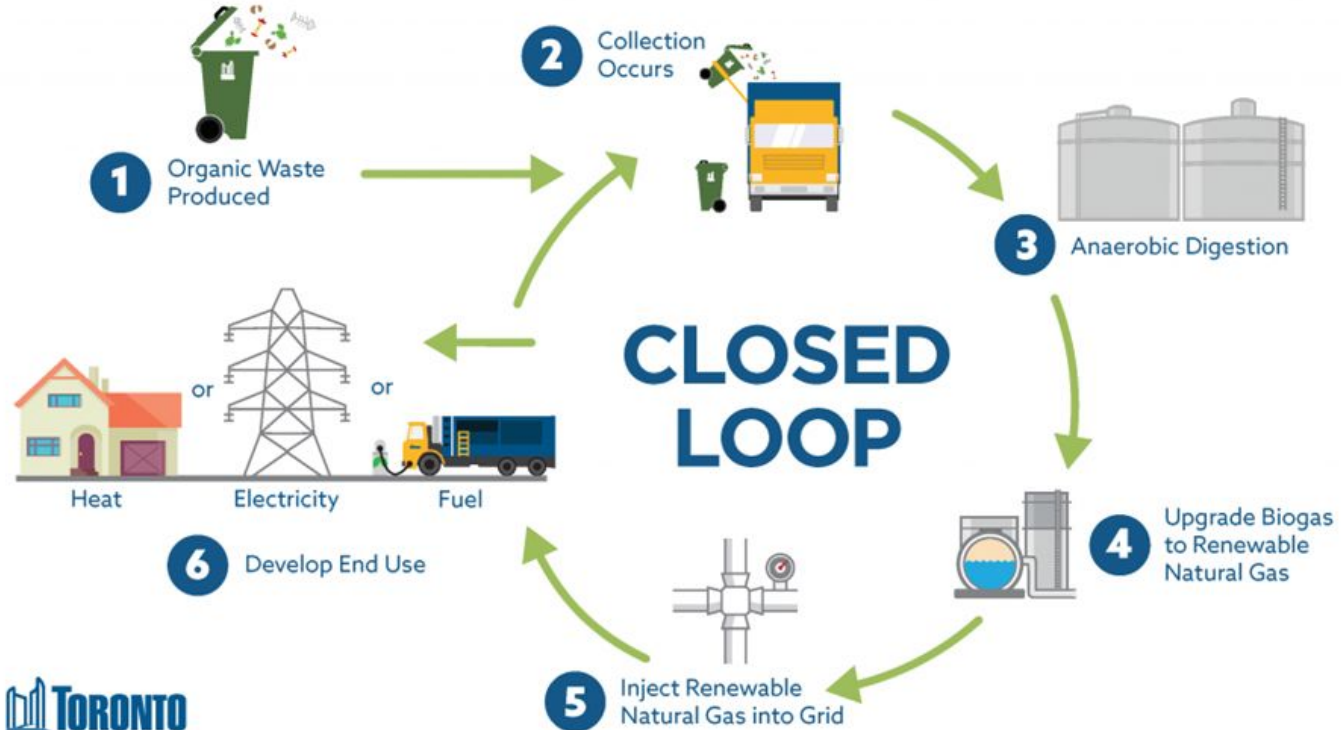 1
Organic Waste
Produced
2
Collection
Occurs
3
Anaerobic Digestion
CLOSED
LOOP
4
Upgrade Biogas
to Renewable
Natural Gas
5
Inject Renewable
Natural Gas into Grid
or
or
Heat
Electricity
Fuel
6
Develop End Use
TORONTO